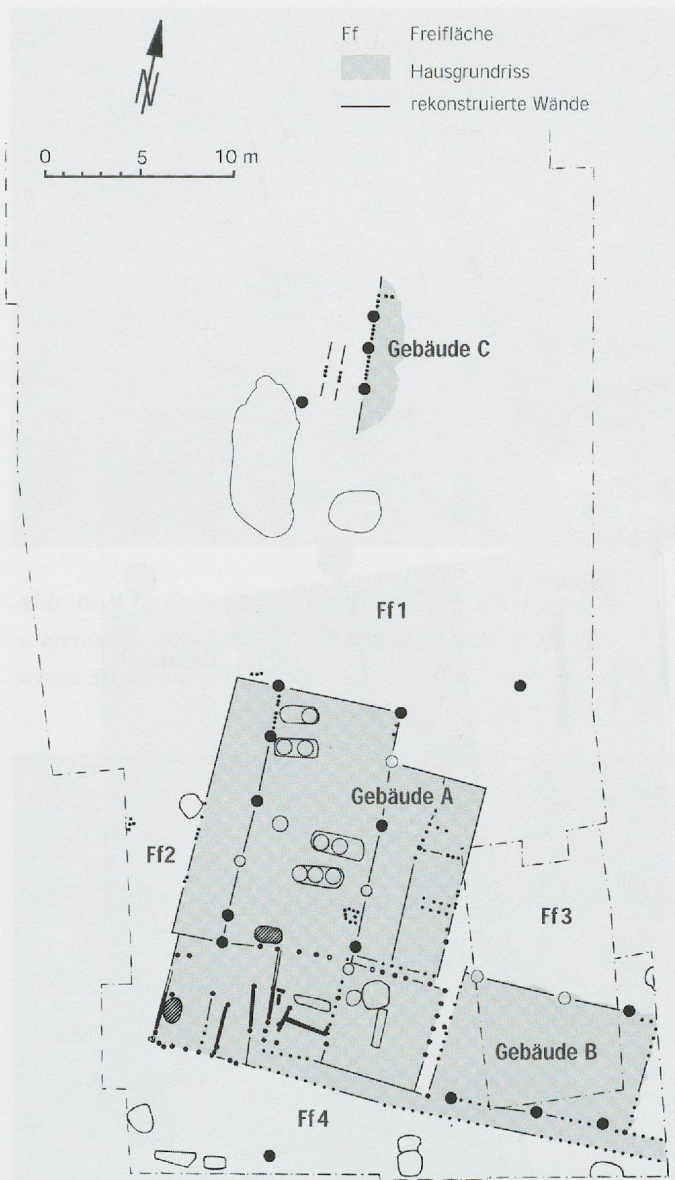 Ff Freifläche
Hausgrundriss
rekonstruierte Wände
N
0 5 10 m
Gebäude C
Ff1
Gebäude A
Ff2
Ff3
Gebäude B
Ff4